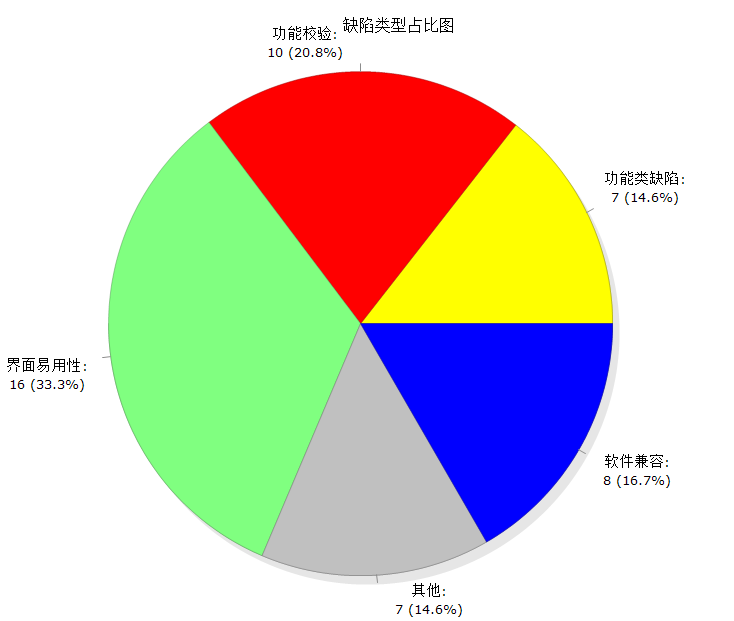 缺陷类型占比图
功能校验:
10 (20.8%)
功能类缺陷:
7 (14.6%)
界面易用性:
16 (33.3%)
软件兼容:
8 (16.7%)
其他:
7 (14.6%)